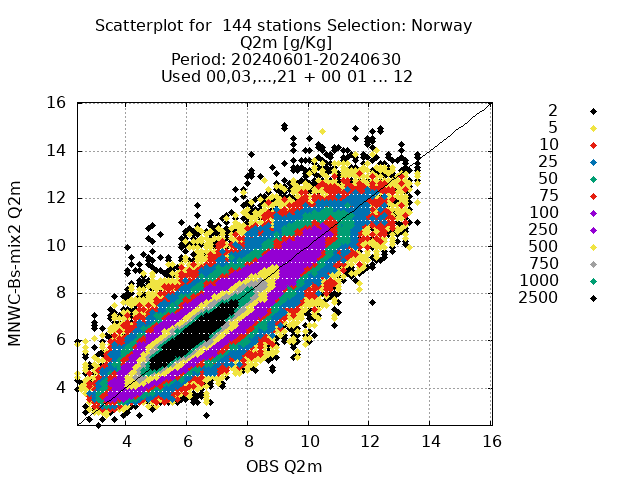 Scatterplot for  144 stations Selection: Norway
Q2m [g/Kg]
Period: 20240601-20240630
Used 00,03,...,21 + 00 01 ... 12
16
14
12
10
8
6
4
MNWC-Bs-mix2 Q2m
4 6 8 10 12 14 16
OBS Q2m
2
5
10
25
50
75
100
250
500
750
1000
2500